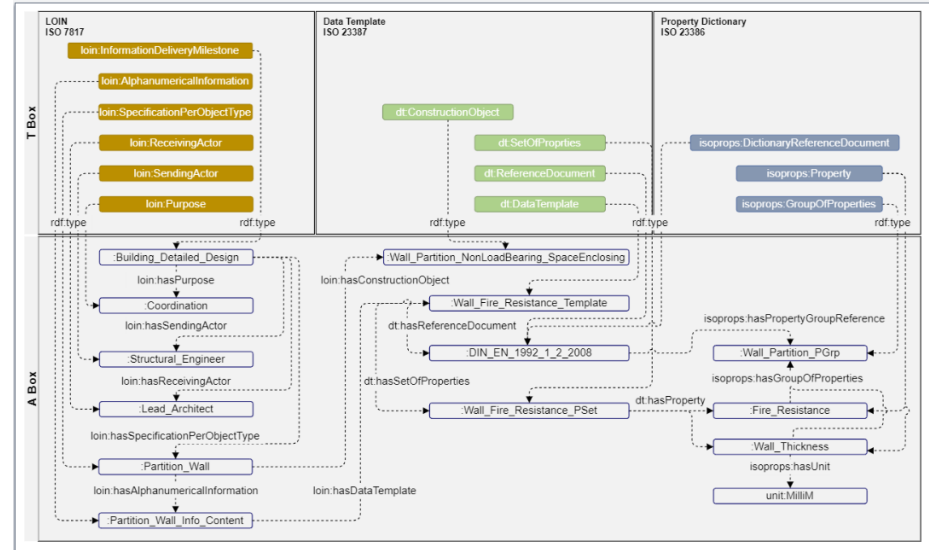 LOIN
ISO 7817
Data Template
ISO 23387
Property Dictionary
ISO 23386
T Box
loin:InformationDeliveryMilestone
loin:AlphanumericalInformation
loin:SpecificationPerObjectType
dt:ConstructionObject
loin:ReceivingActor
dt:SetOfProprties
isoprops:DictionaryReferenceDocument
loin:SendingActor
dt:ReferenceDocument
isoprops:Property
loin:Purpose
dt:DataTemplate
isoprops:GroupOfProperties
rdf.type
rdf.type
rdf.type
rdf.type
rdf.type
A Box
:Building_Detailed_Design
:Wall_Partition_NonLoadBearing_SpaceEnclosing
loin:hasPurpose
loin:hasConstructionObject
:Coordination
:Wall_Fire_Resistance_Template
loin:hasSendingActor
dt:hasReferenceDocument
isoprops:hasPropertyGroupReference
:Structural_Engineer
:DIN_EN_1992_1_2_2008
:Wall_Partition_PGrp
loin:hasReceivingActor
dt:hasSetOfProperties
isoprops:hasGroupOfProperties
dt:hasProperty
:Lead_Architect
:Wall_Fire_Resistance_PSet
:Fire_Resistance
loin:hasSpecificationPerObjectType
:Wall_Thickness
:Partition_Wall
isoprops:hasUnit
loin:hasAlphanumericalInformation
loin:hasDataTemplate
unit:MilliM
:Partition_Wall_Info_Content